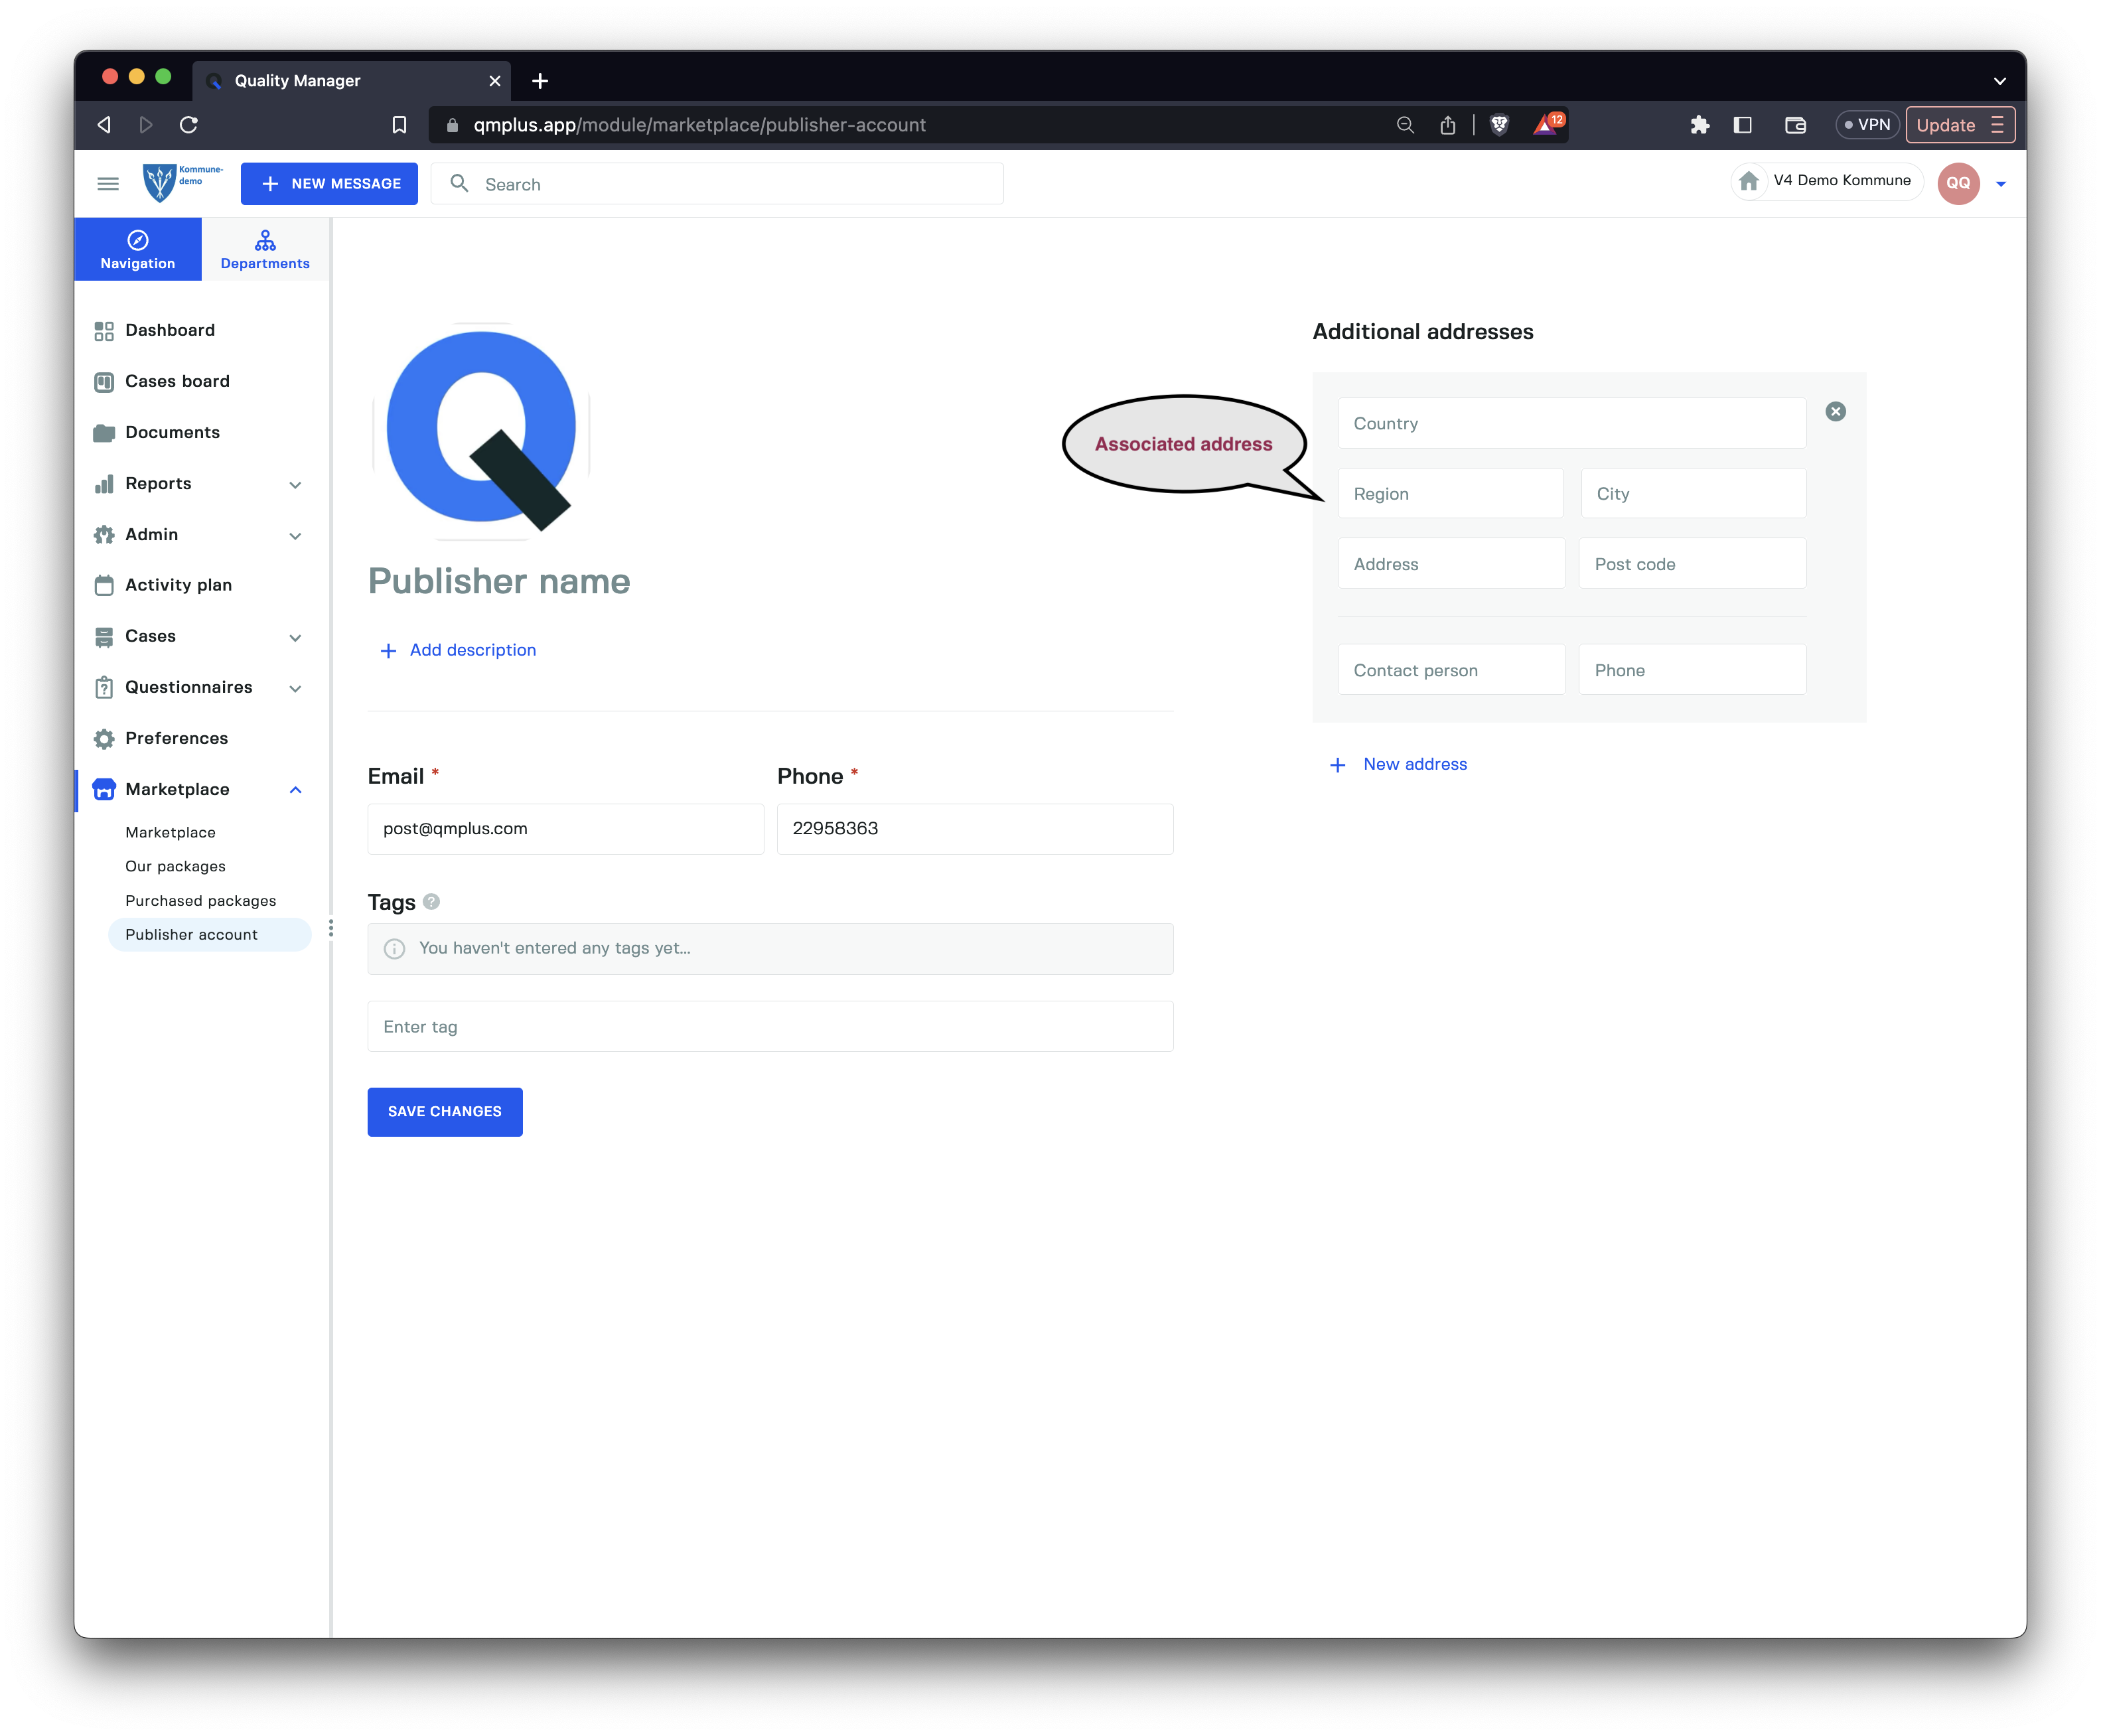 Quality Manager
qmplus.app/module/marketplace/publisher-account
12
VPN
Update
Kommune-
demo
NEW MESSAGE
Search
V4 Demo Kommune
QQ
Navigation
Departments
Dashboard
Cases board
Documents
Reports
Admin
Activity plan
Cases
Questionnaires
Preferences
Marketplace
Marketplace
Our packages
Purchased packages
Publisher account
Publisher name
Add description
Email *
Phone *
post@qmplus.com
22958363
Tags ?
You haven't entered any tags yet...
Enter tag
SAVE CHANGES
Additional addresses
Associated address
Country
Region
City
Address
Post code
Contact person
Phone
New address